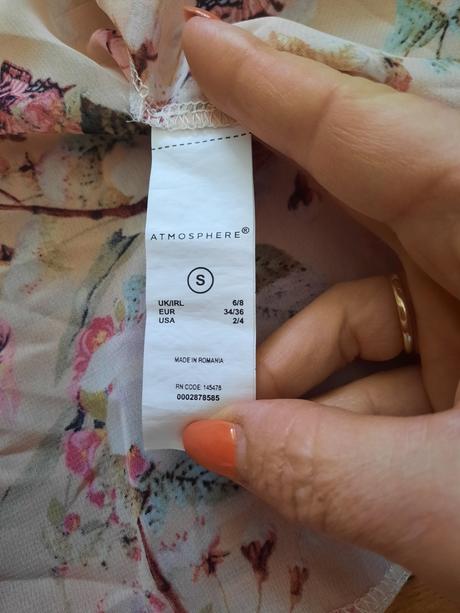 ATMOSPHERE®
S
UK/IRL 6/8
EUR 34/36
USA 2/4
MADE IN ROMANIA
RN CODE: 145478
0002878585